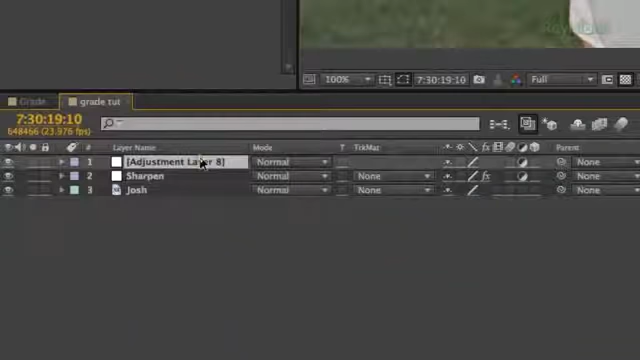 100%
7:30:19:10
Full
Grade
grade tut
7:30:19:10
648466 (23.976 fps)
# Layer Name Mode T TrkMat Parent
1 [Adjustment Layer 8] Normal None
2 Sharpen Normal None None
3 Josh Normal None None